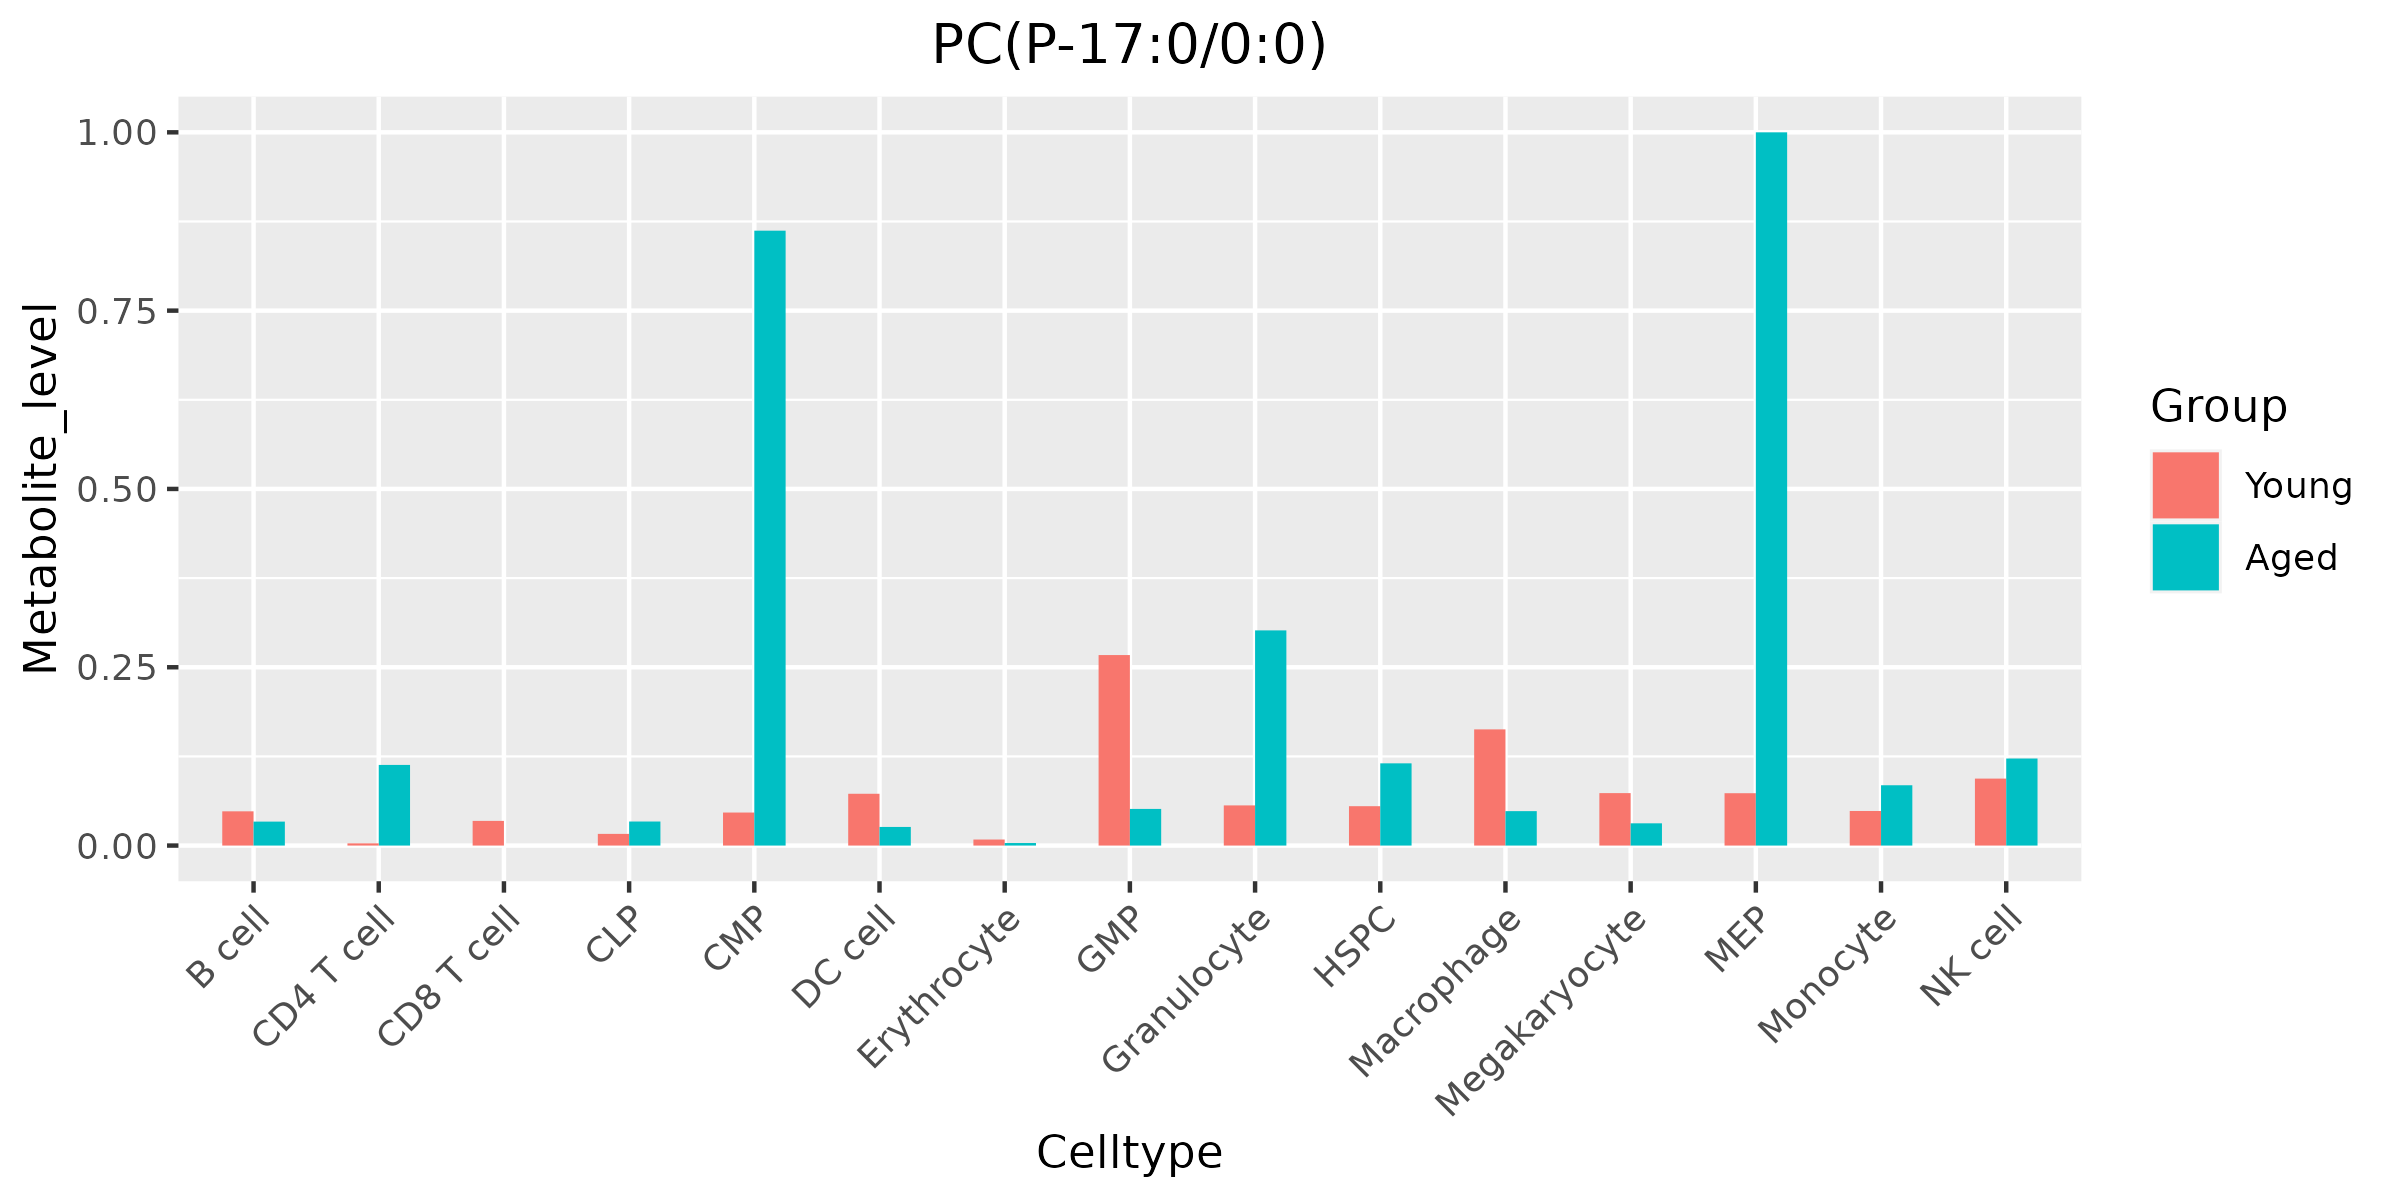 PC(P-17:0/0:0)
Metabolite_level
1.00
0.75
0.50
0.25
0.00
B cell
CD4 T cell
CD8 T cell
CLP
CMP
DC cell
Erythrocyte
GMP
Granulocyte
HSPC
Macrophage
Megakaryocyte
MEP
Monocyte
NK cell
Celltype
Group
Young
Aged